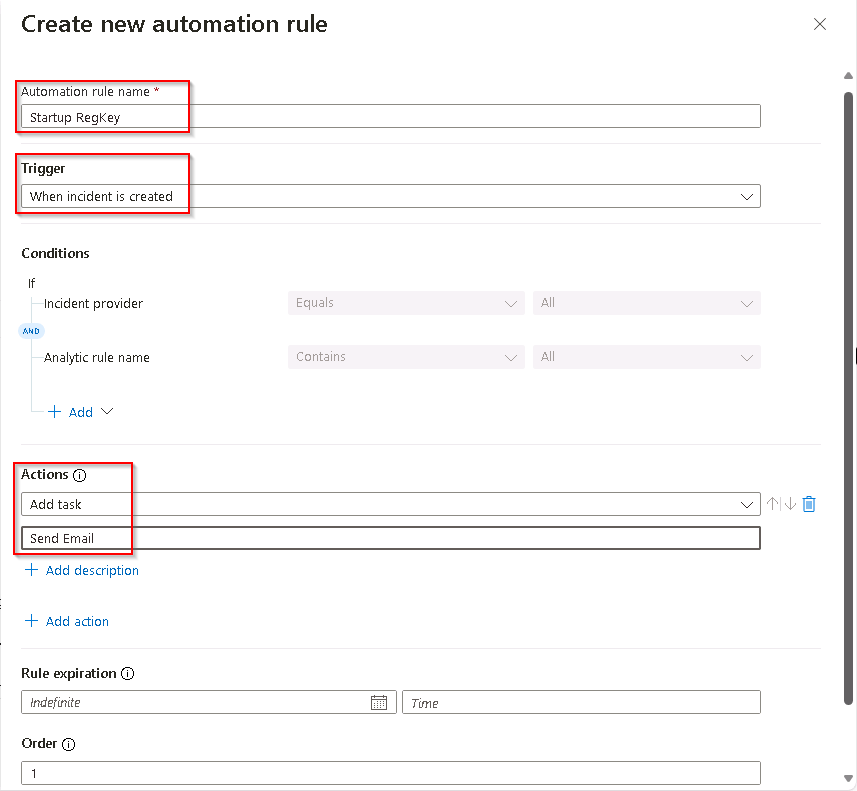 Create new automation rule
Automation rule name *
Startup RegKey
Trigger
When incident is created
Conditions
If
Incident provider Equals All
AND
Analytic rule name Contains All
Add
Actions
Add task
Send Email
Add description
Add action
Rule expiration
Indefinite Time
Order
1